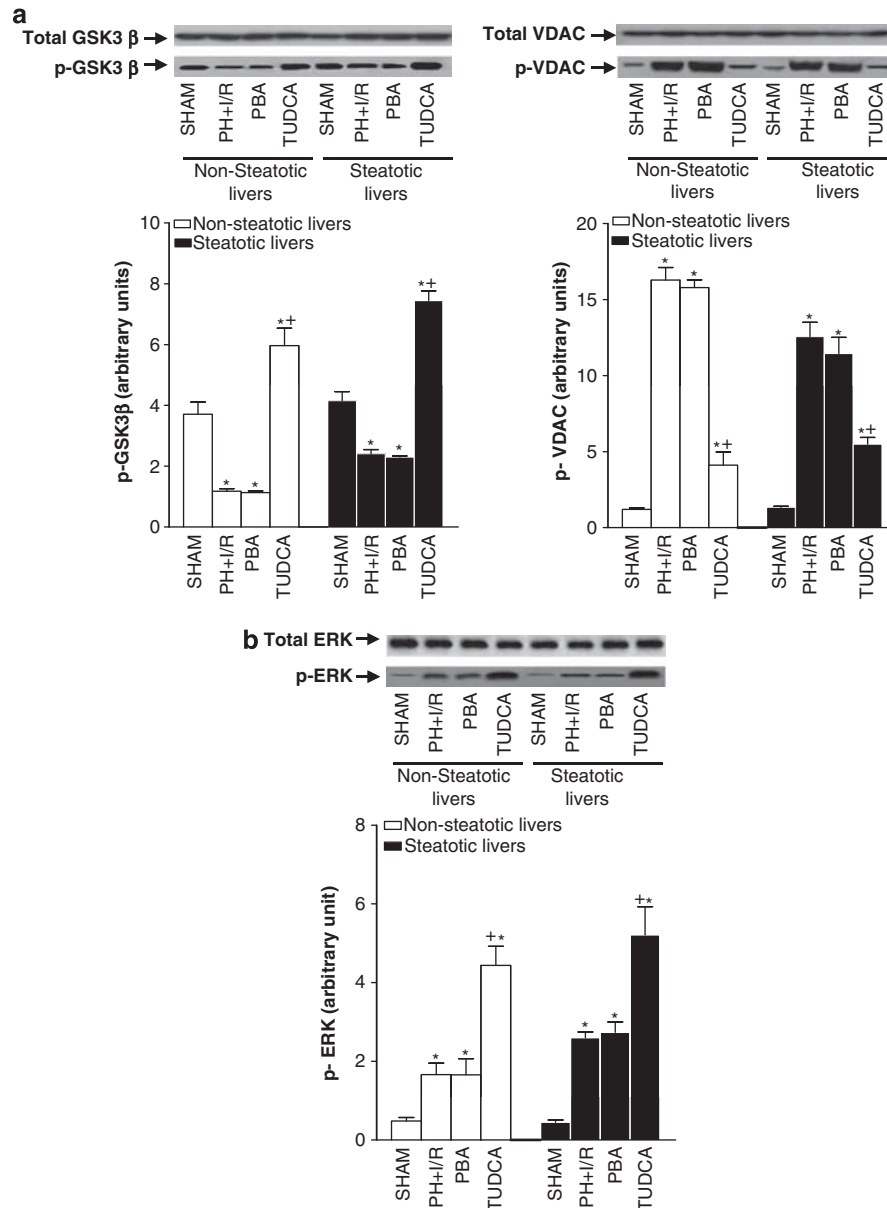 a
Total GSK3 β
p-GSK3 β
SHAM
PH+I/R
PBA
TUDCA
SHAM
PH+I/R
PBA
TUDCA
Non-Steatotic
livers
Steatotic
livers
Non-steatotic livers
Steatotic livers
p-GSK3β (arbitrary units)
10
8
6
4
2
0
*
*
*+
*
*
*+
SHAM
PH+I/R
PBA
TUDCA
SHAM
PH+I/R
PBA
TUDCA
Total VDAC
p-VDAC
SHAM
PH+I/R
PBA
TUDCA
SHAM
PH+I/R
PBA
TUDCA
Non-Steatotic
livers
Steatotic
livers
Non-steatotic livers
Steatotic livers
p- VDAC (arbitrary units)
20
15
10
5
0
*
*
*+
*
*
*+
SHAM
PH+I/R
PBA
TUDCA
SHAM
PH+I/R
PBA
TUDCA
b
Total ERK
p-ERK
SHAM
PH+I/R
PBA
TUDCA
SHAM
PH+I/R
PBA
TUDCA
Non-Steatotic
livers
Steatotic
livers
Non-steatotic livers
Steatotic livers
p- ERK (arbitrary unit)
8
6
4
2
0
*
*
+*
*
*
+*
SHAM
PH+I/R
PBA
TUDCA
SHAM
PH+I/R
PBA
TUDCA